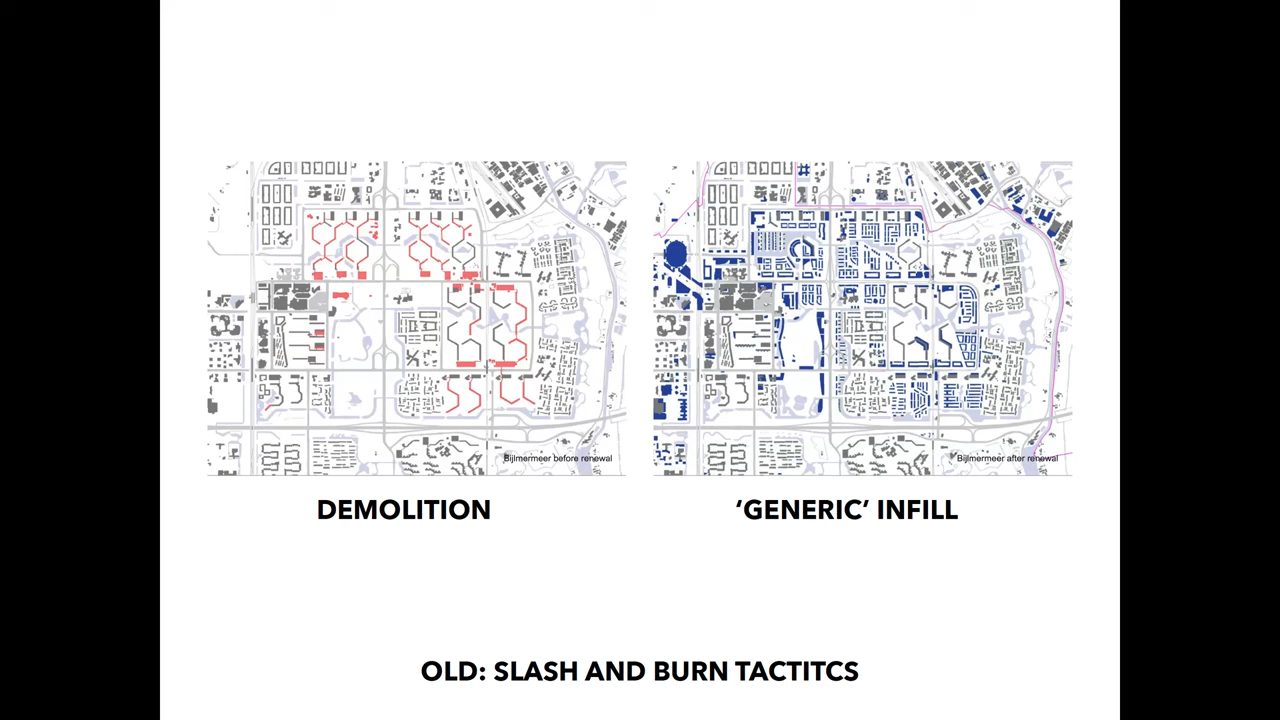 Bijlmermeer before renewal
Bijlmermeer after renewal
DEMOLITION
‘GENERIC’ INFILL
OLD: SLASH AND BURN TACTITCS